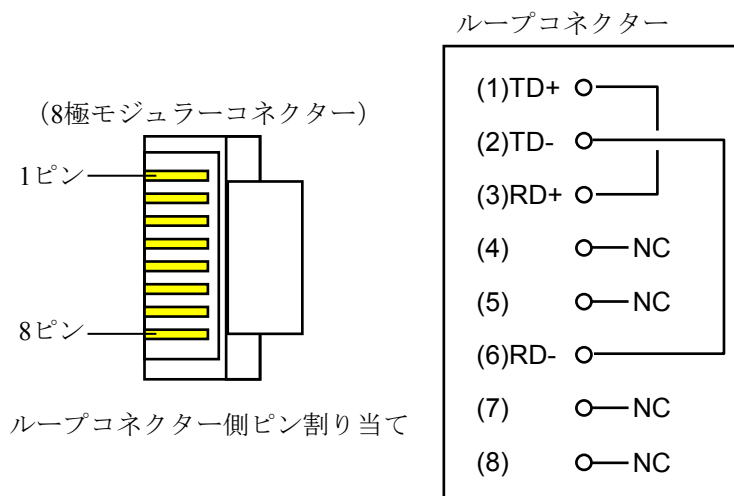 ループコネクター
（8極モジュラーコネクター）
1ピン
8ピン
ループコネクター側ピン割り当て
(1)TD+
(2)TD-
(3)RD+
(4) NC
(5) NC
(6)RD-
(7) NC
(8) NC